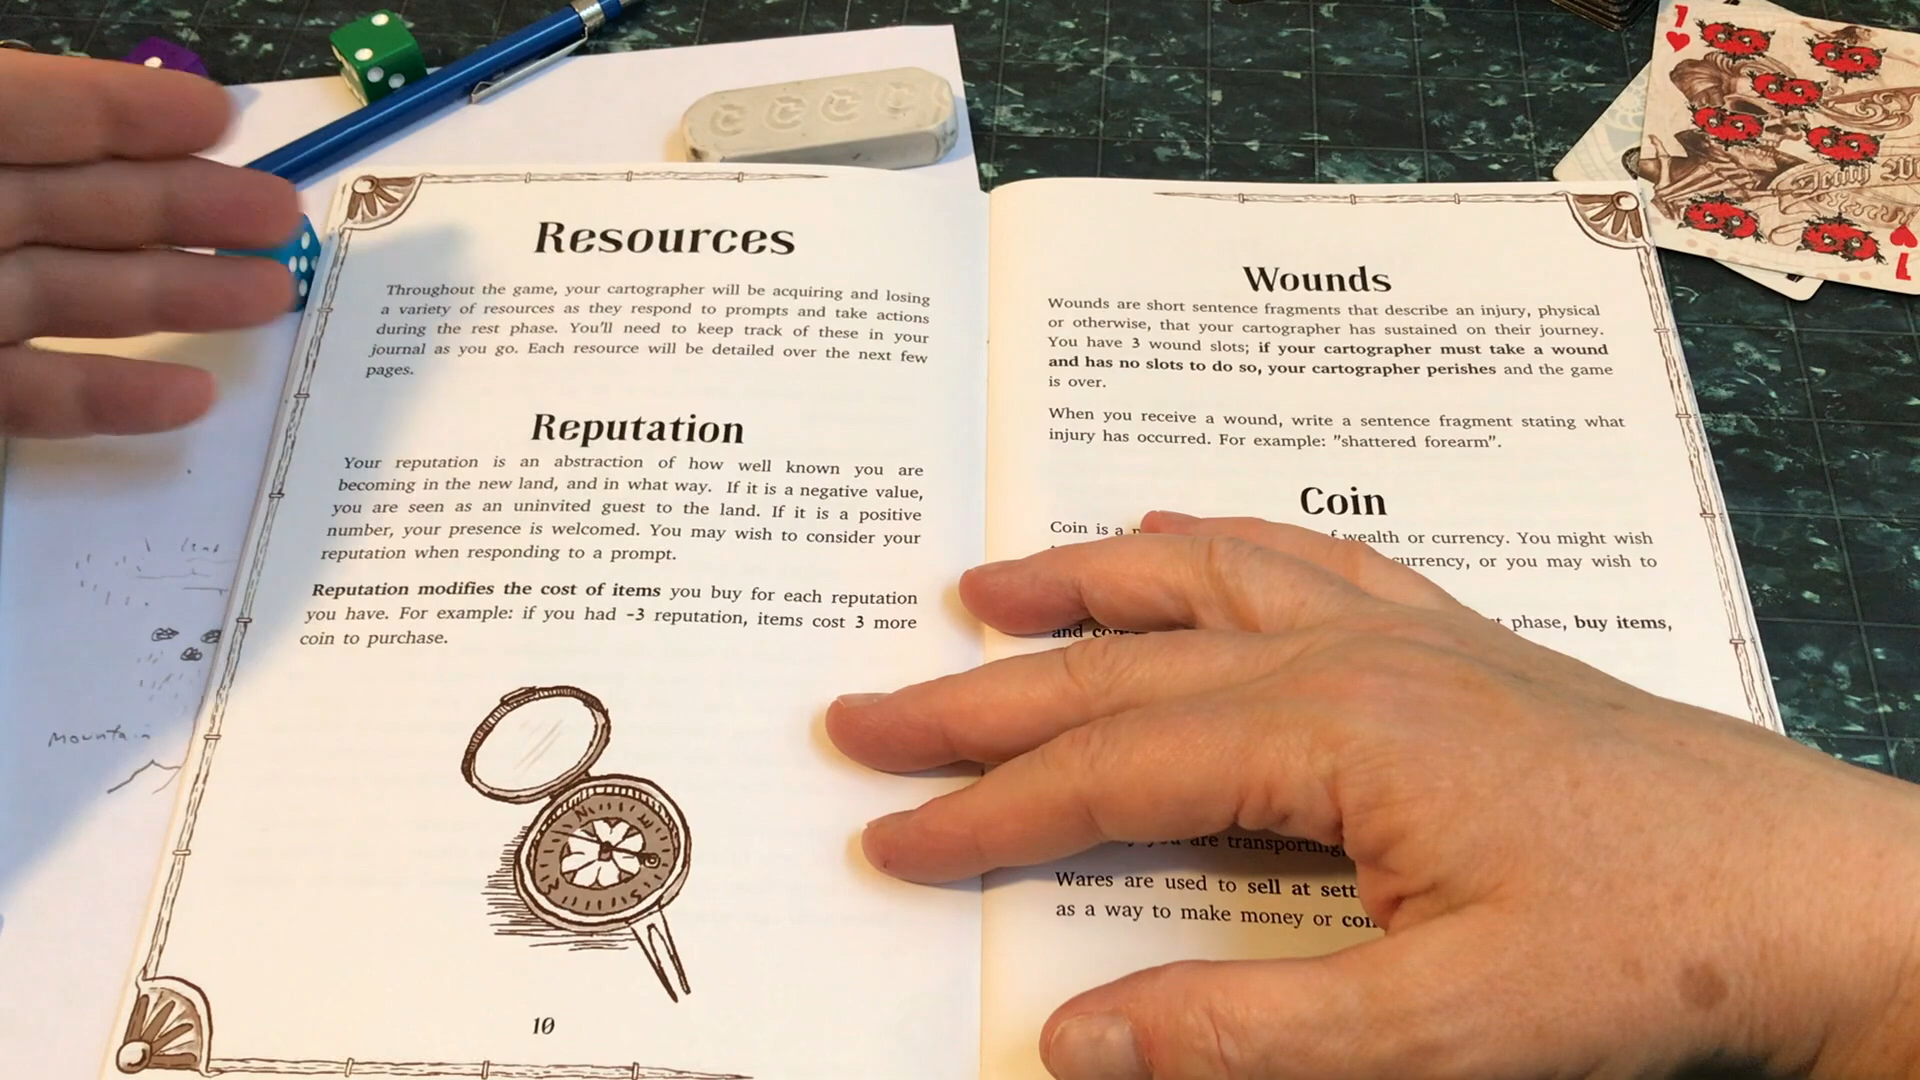 Resources
Throughout the game, your cartographer will be acquiring and losing
a variety of resources as they respond to prompts and take actions
during the rest phase. You'll need to keep track of these in your
journal as you go. Each resource will be detailed over the next few
pages.
Reputation
Your reputation is an abstraction of how well known you are
becoming in the new land, and in what way. If it is a negative value,
you are seen as an uninvited guest to the land. If it is a positive
number, your presence is welcomed. You may wish to consider your
reputation when responding to a prompt.
Reputation modifies the cost of items you buy for each reputation
you have. For example: if you had -3 reputation, items cost 3 more
coin to purchase.
10
Wounds
Wounds are short sentence fragments that describe an injury, physical
or otherwise, that your cartographer has sustained on their journey.
You have 3 wound slots; if your cartographer must take a wound
and has no slots to do so, your cartographer perishes and the game
is over.
When you receive a wound, write a sentence fragment stating what
injury has occurred. For example: "shattered forearm".
Coin
Coin is a
wealth or currency. You might wish
currency, or you may wish to
phase, buy items,
and
are transporting
Wares are used to sell at
as a way to make money or
Mountain
7
7